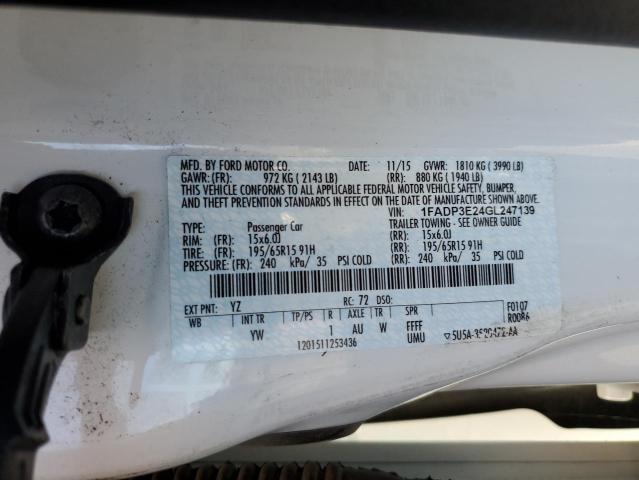 MFD. BY FORD MOTOR CO. 11/15 GVWR: 1810 KG ( 3990 LB)
GAWR: (FR): 972 KG ( 2143 LB) (RR): 880 KG ( 1940 LB)
THIS VEHICLE CONFORMS TO ALL APPLICABLE FEDERAL MOTOR VEHICLE SAFETY, BUMPER,
AND THEFT PREVENTION STANDARDS IN EFFECT ON THE DATE OF MANUFACTURE SHOWN ABOVE.
VIN: 1FADP3E24GL247139
TYPE: Passenger Car TRAILER TOWING - SEE OWNER GUIDE
RIM: (FR): 15x6.0J (RR): 15x6.0J
TIRE: (FR): 195/65R15 91H (RR): 195/65R15 91H
PRESSURE: (FR) 240 kPa/ 35 PSI COLD (RR): 240 kPa/ 35 PSI COLD
EXT PNT: YZ RC: 72 DSO:
WB INT TR TP/PS R AXLE TR SPR F0107
YW 1 AU W FFFF R0086
1201511253436 UMU